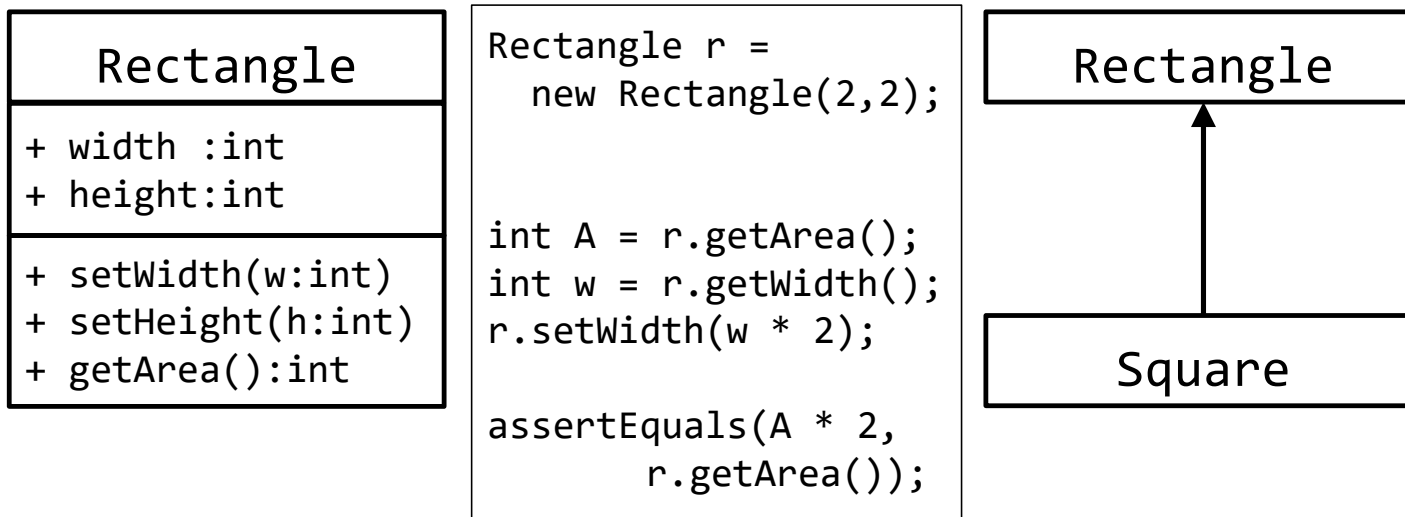 Rectangle
+ width :int
+ height:int
+ setWidth(w:int)
+ setHeight(h:int)
+ getArea():int
Rectangle r =
  new Rectangle(2,2);
int A = r.getArea();
int w = r.getWidth();
r.setWidth(w * 2);
assertEquals(A * 2,
       r.getArea());
Rectangle
Square